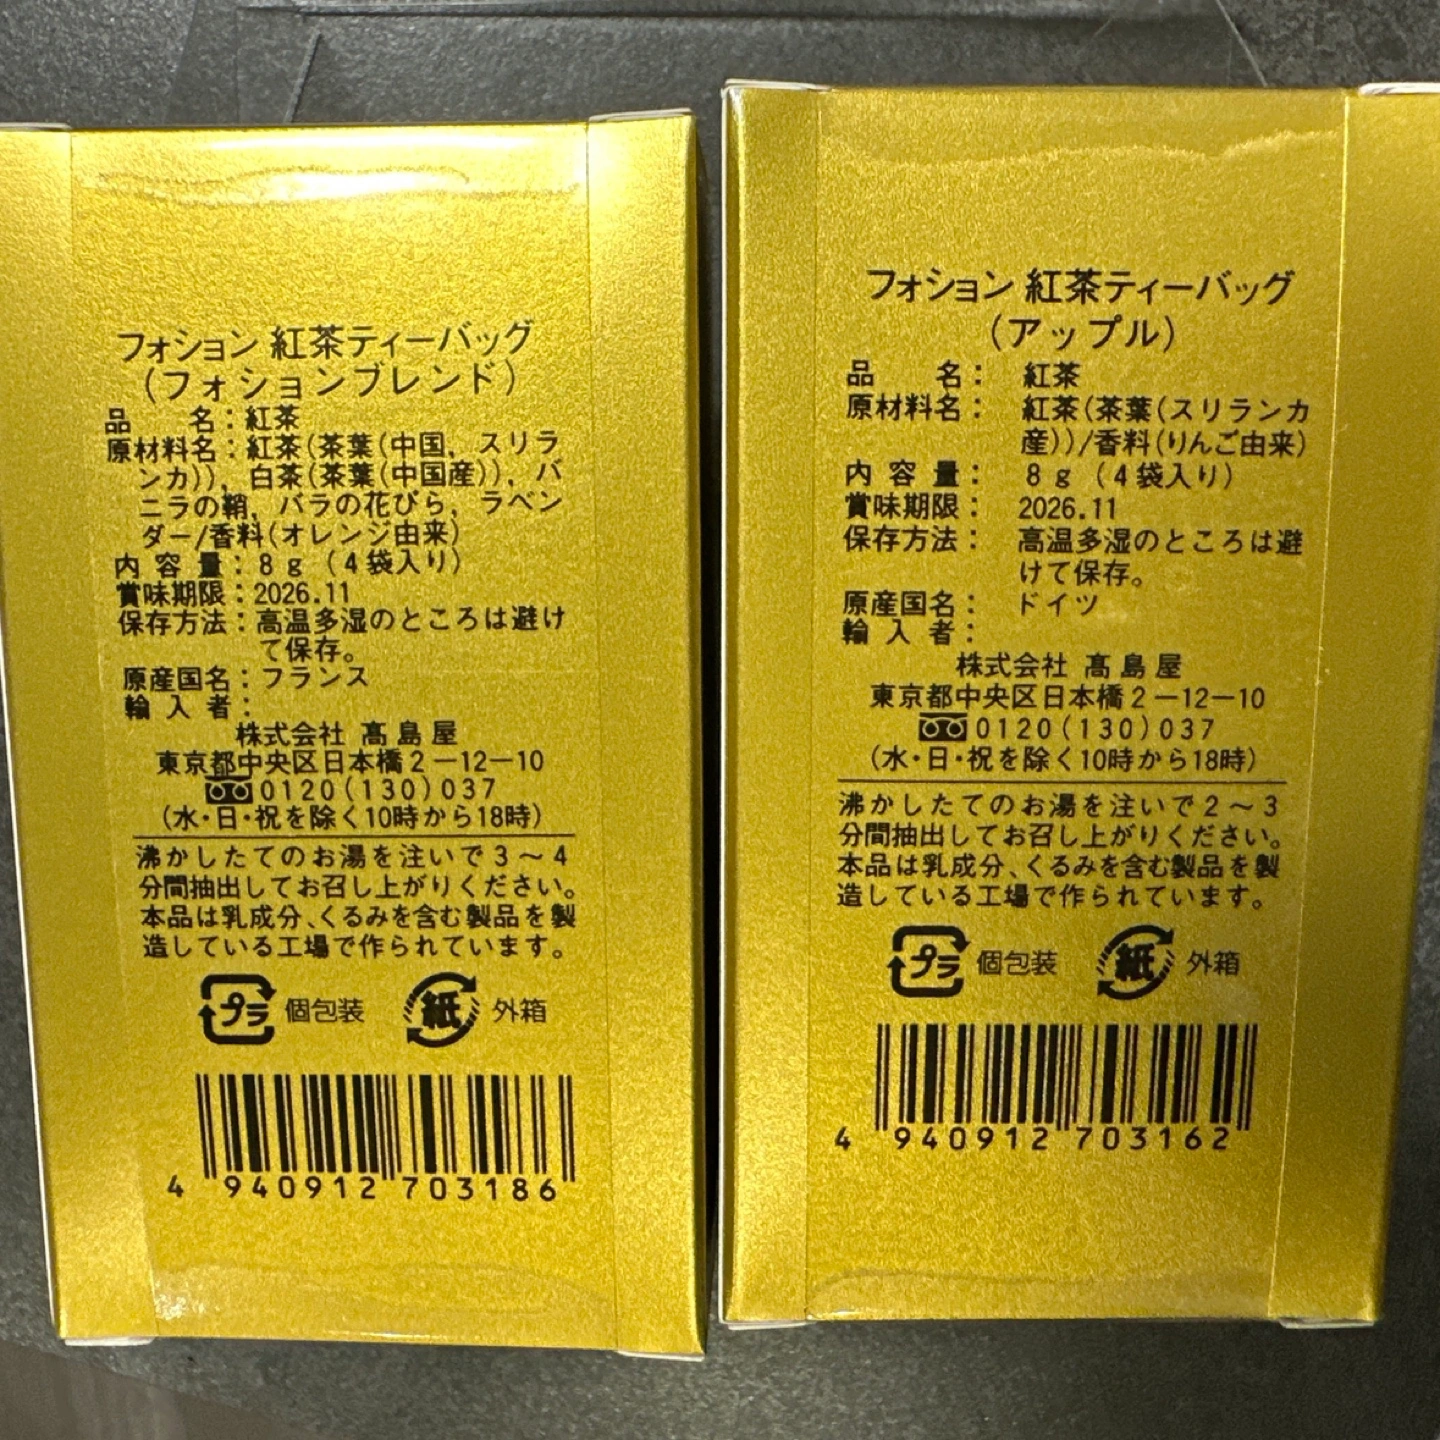 フォション 紅茶ティーバッグ
(フォションブレンド)
品 名：紅茶
原材料名：紅茶(茶葉(中国、スリラ
ンカ))、白茶(茶葉(中国産))、バ
ニラの鞘、バラの花びら、ラベン
ダー/香料(オレンジ由来)
内 容 量：8g (4袋入り)
賞味期限：2026.11
保存方法：高温多湿のところは避け
て保存。
原産国名：フランス
輸 入 者：
株式会社 髙島屋
東京都中央区日本橋2－12－10
0120(130)037
(水・日・祝を除く10時から18時)
沸かしたてのお湯を注いで3～4
分間抽出してお召し上がりください。
本品は乳成分、くるみを含む製品を製
造している工場で作られています。
プラ 個包装 紙 外箱
4 940912 703186
フォション 紅茶ティーバッグ
(アップル)
品 名： 紅茶
原材料名： 紅茶(茶葉(スリランカ
産))/香料(りんご由来)
内 容 量： 8g (4袋入り)
賞味期限： 2026.11
保存方法： 高温多湿のところは避
けて保存。
原産国名： ドイツ
輸 入 者：
株式会社 髙島屋
東京都中央区日本橋2－12－10
0120(130)037
(水・日・祝を除く10時から18時)
沸かしたてのお湯を注いで2～3
分間抽出してお召し上がりください。
本品は乳成分、くるみを含む製品を製
造している工場で作られています。
プラ 個包装 紙 外箱
4 940912 703162